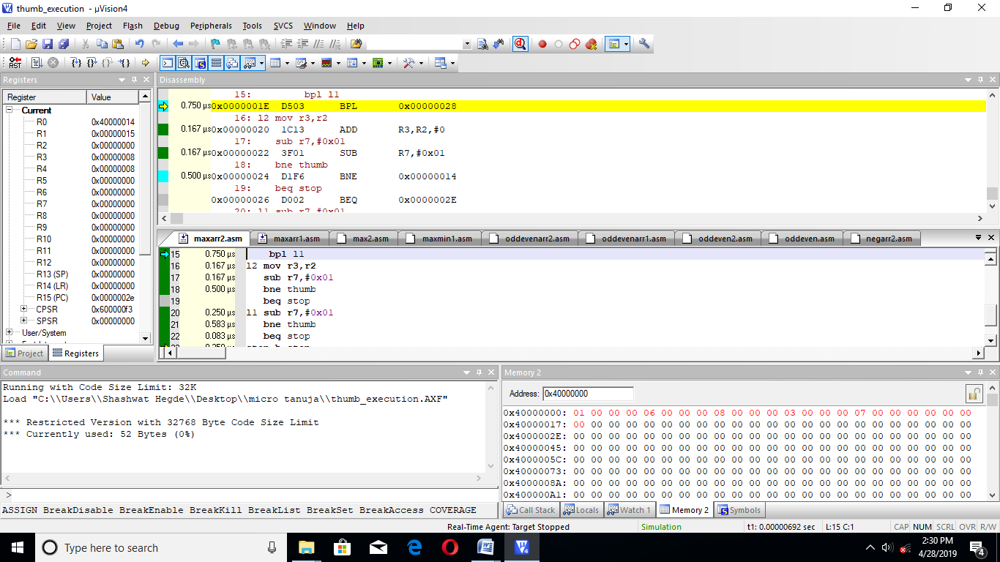 thumb_execution - µVision4
File Edit View Project Flash Debug Peripherals Tools SVCS Window Help
RST
Registers
Register Value
Current
R0 0x40000014
R1 0x00000015
R2 0x00000000
R3 0x00000008
R4 0x00000008
R5 0x00000000
R6 0x00000000
R7 0x00000000
R8 0x00000000
R9 0x00000000
R10 0x00000000
R11 0x00000000
R12 0x00000000
R13 (SP) 0x00000000
R14 (LR) 0x00000000
R15 (PC) 0x0000002e
CPSR 0x600000f3
SPSR 0x00000000
User/System
Project Registers
Disassembly
15: bpl l1
0.750 µs 0x0000001E D503 BPL 0x00000028
16: l2 mov r3,r2
0.167 µs 0x00000020 1C13 ADD R3,R2,#0
17: sub r7,#0x01
0.167 µs 0x00000022 3F01 SUB R7,#0x01
18: bne thumb
0.500 µs 0x00000024 D1F6 BNE 0x00000014
19: beq stop
0x00000026 D002 BEQ 0x0000002E
20: l1 sub r7,#0x01
maxarr2.asm maxarr1.asm max2.asm maxmin1.asm oddevenarr2.asm oddevenarr1.asm oddeven2.asm oddeven.asm negarr2.asm
15 0.750 µs bpl l1
16 0.167 µs l2 mov r3,r2
17 0.167 µs sub r7,#0x01
18 0.500 µs bne thumb
19 beq stop
20 0.250 µs l1 sub r7,#0x01
21 0.583 µs bne thumb
22 0.083 µs beq stop
Command
Running with Code Size Limit: 32K
Load "C:\\Users\\Shashwat Hegde\\Desktop\\micro tanuja\\thumb_execution.AXF"
*** Restricted Version with 32768 Byte Code Size Limit
*** Currently used: 52 Bytes (0%)
>
ASSIGN BreakDisable BreakEnable BreakKill BreakList BreakSet BreakAccess COVERAGE
Memory 2
Address: 0x40000000
0x40000000: 01 00 00 00 06 00 00 00 08 00 00 00 03 00 00 00 07 00 00 00 00 00 00
0x40000017: 00 00 00 00 00 00 00 00 00 00 00 00 00 00 00 00 00 00 00 00 00 00 00
0x4000002E: 00 00 00 00 00 00 00 00 00 00 00 00 00 00 00 00 00 00 00 00 00 00 00
0x40000045: 00 00 00 00 00 00 00 00 00 00 00 00 00 00 00 00 00 00 00 00 00 00 00
0x4000005C: 00 00 00 00 00 00 00 00 00 00 00 00 00 00 00 00 00 00 00 00 00 00 00
0x40000073: 00 00 00 00 00 00 00 00 00 00 00 00 00 00 00 00 00 00 00 00 00 00 00
0x4000008A: 00 00 00 00 00 00 00 00 00 00 00 00 00 00 00 00 00 00 00 00 00 00 00
0x400000A1: 00 00 00 00 00 00 00 00 00 00 00 00 00 00 00 00 00 00 00 00 00 00 00
Call Stack Locals Watch 1 Memory 2 Symbols
Real-Time Agent: Target Stopped Simulation t1: 0.00000692 sec L:15 C:1 CAP NUM SCRL OVR R/W
Type here to search
2:30 PM
4/28/2019
4